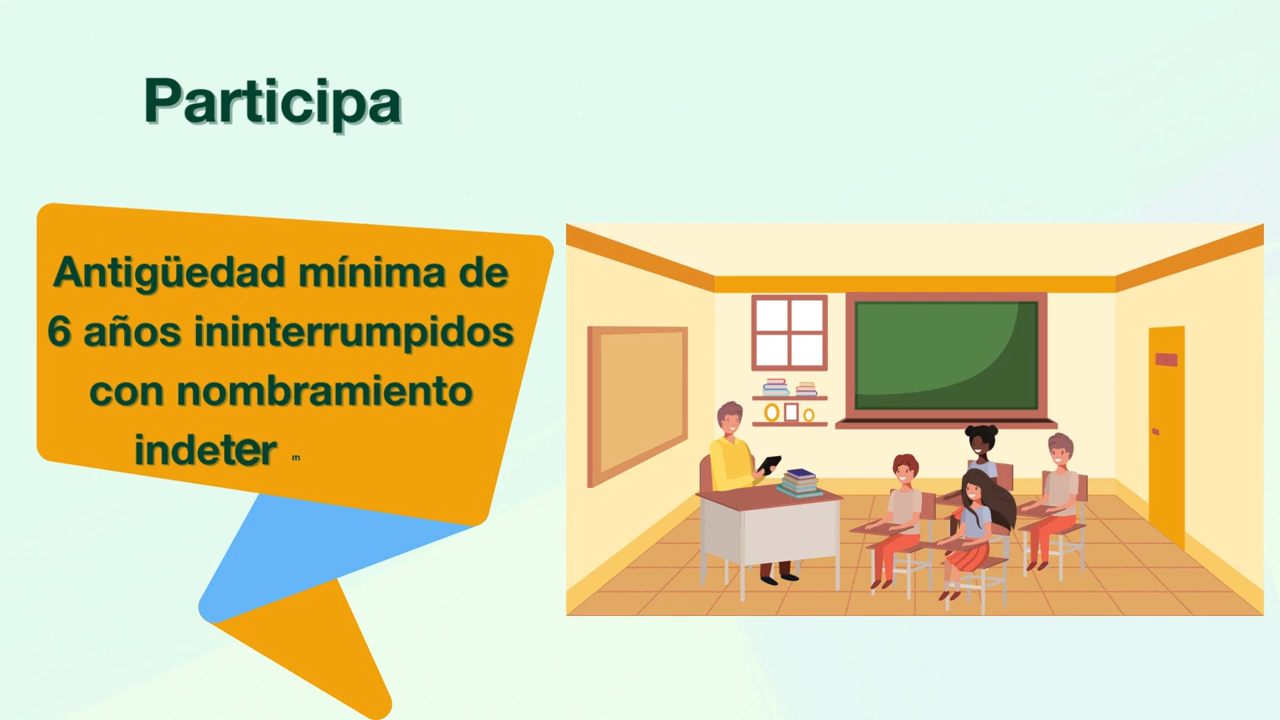 Participa
Antigüedad mínima de
6 años ininterrumpidos
con nombramiento
indeter m